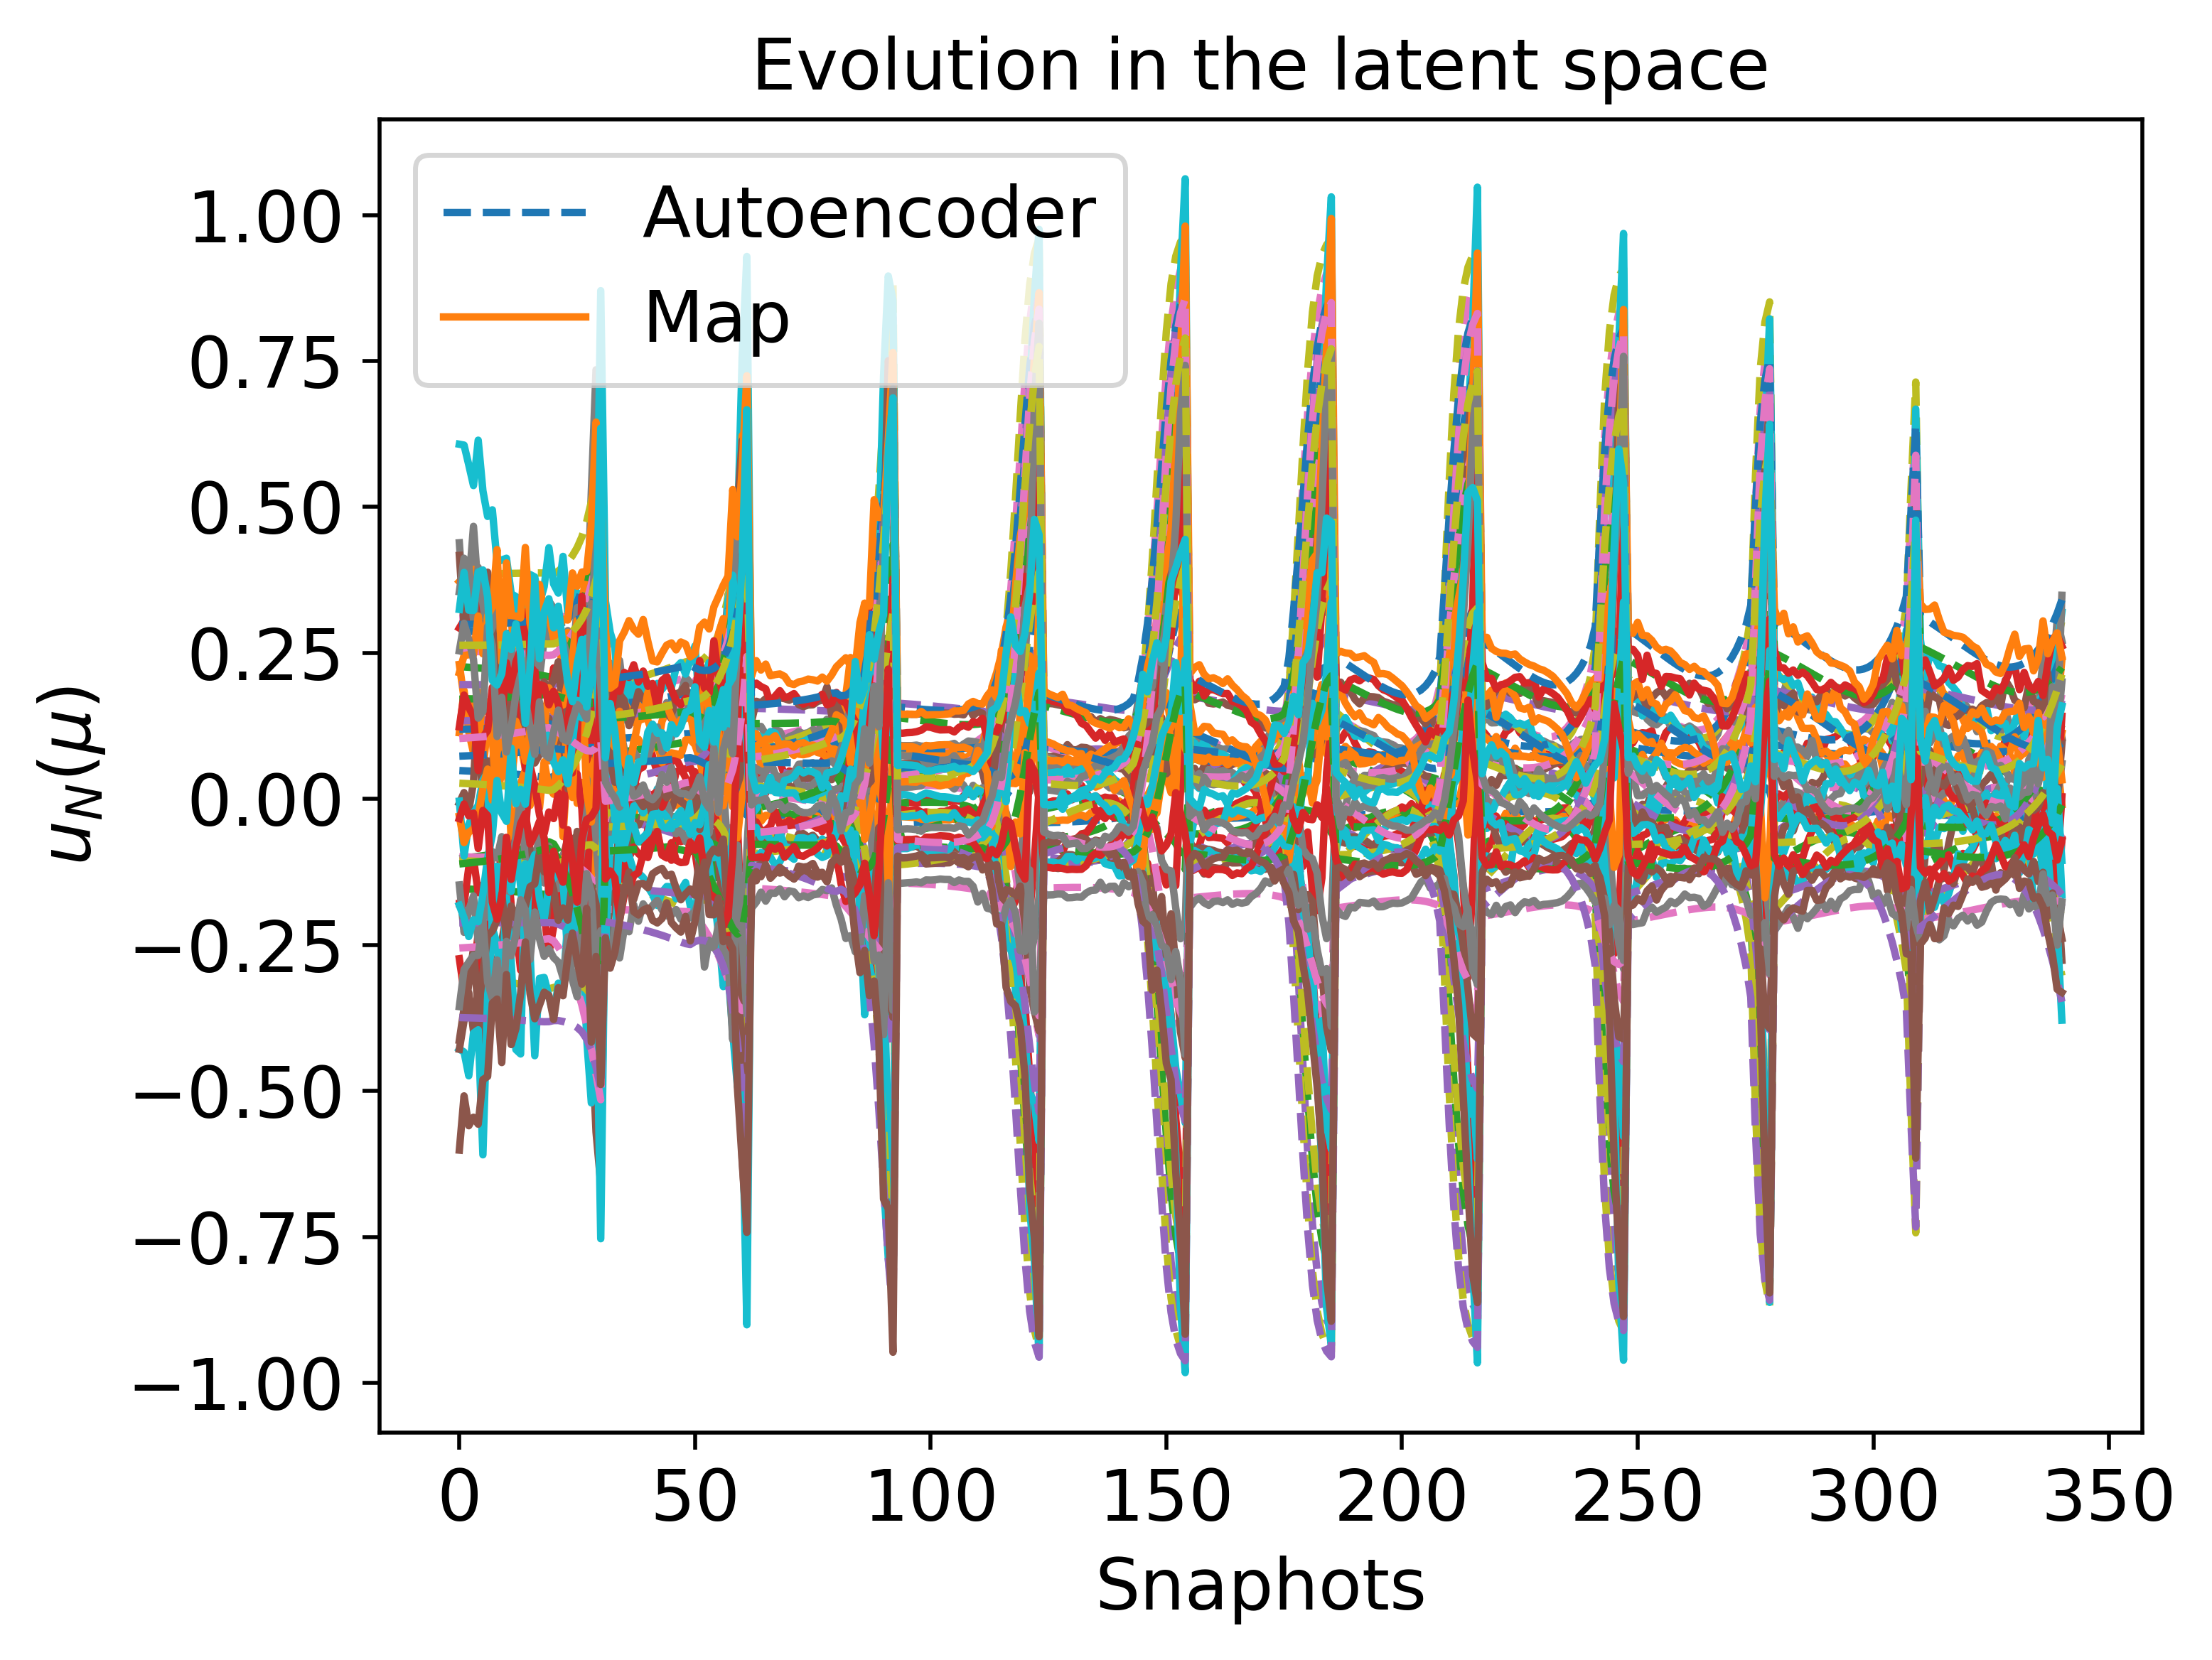 Evolution in the latent space
Autoencoder
Map
1.00
0.75
0.50
0.25
0.00
−0.25
−0.50
−0.75
−1.00
u_N(μ)
0 50 100 150 200 250 300 350
Snaphots